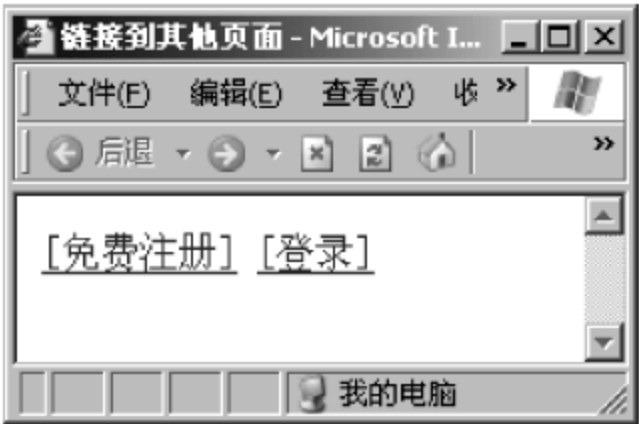 链接到其他页面 - Microsoft I...
文件(F) 编辑(E) 查看(V) 收 »
后退 »
[免费注册] [登录]
我的电脑